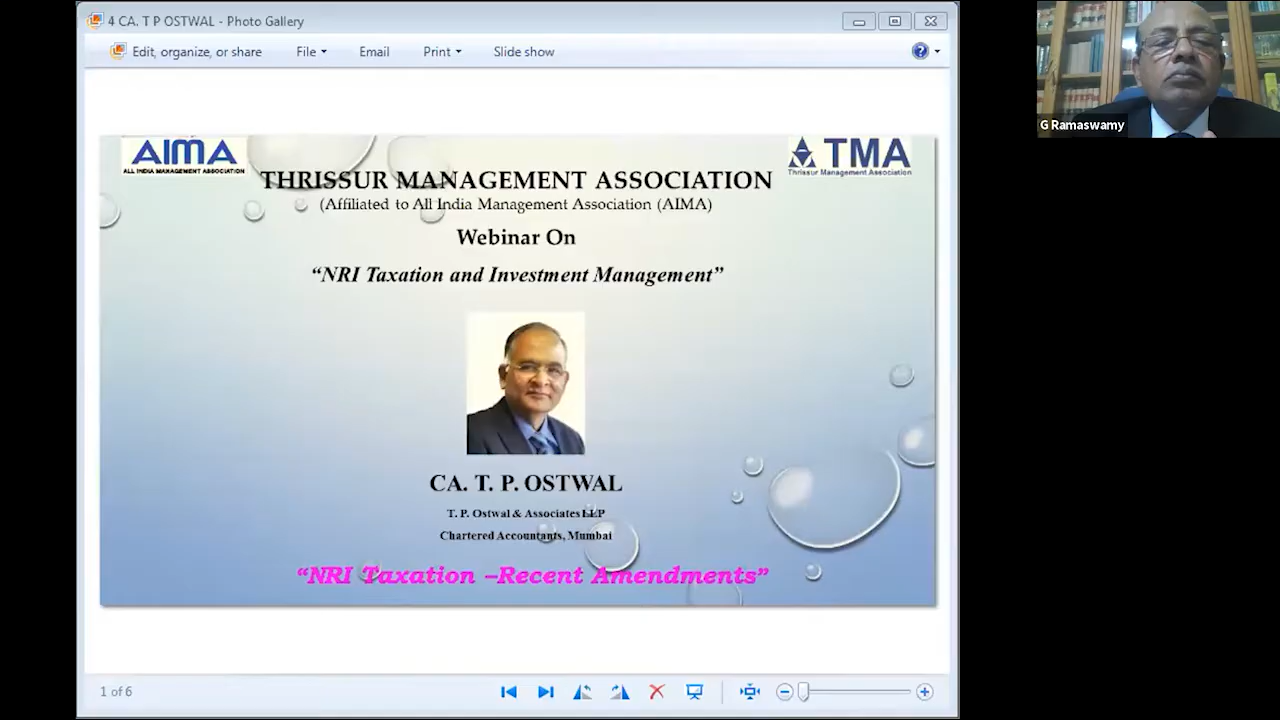 4 CA. T P OSTWAL - Photo Gallery
Edit, organize, or share File Email Print Slide show
G Ramaswamy
AIMA
ALL INDIA MANAGEMENT ASSOCIATION
TMA
Thrissur Management Association
THRISSUR MANAGEMENT ASSOCIATION
(Affiliated to All India Management Association (AIMA)
Webinar On
“NRI Taxation and Investment Management”
CA. T. P. OSTWAL
T. P. Ostwal & Associates LLP
Chartered Accountants, Mumbai
“NRI Taxation –Recent Amendments”
1 of 6